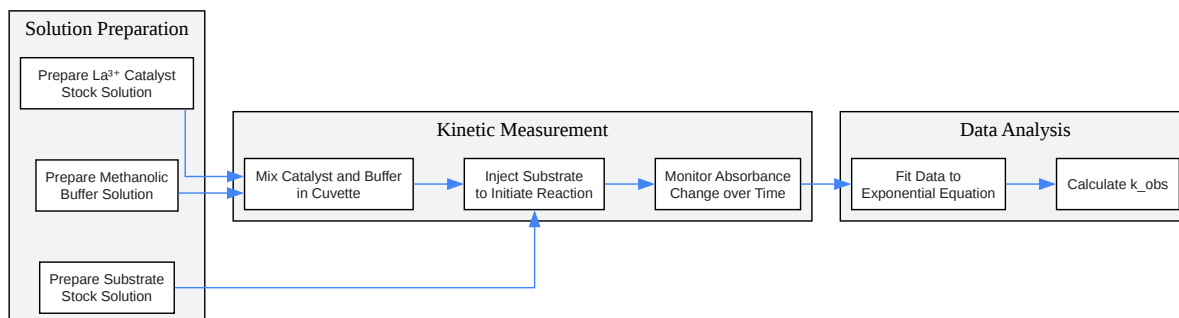 Solution Preparation
Prepare La³⁺ Catalyst
Stock Solution
Prepare Methanolic
Buffer Solution
Prepare Substrate
Stock Solution
Kinetic Measurement
Mix Catalyst and Buffer
in Cuvette
Inject Substrate
to Initiate Reaction
Monitor Absorbance
Change over Time
Data Analysis
Fit Data to
Exponential Equation
Calculate k_obs